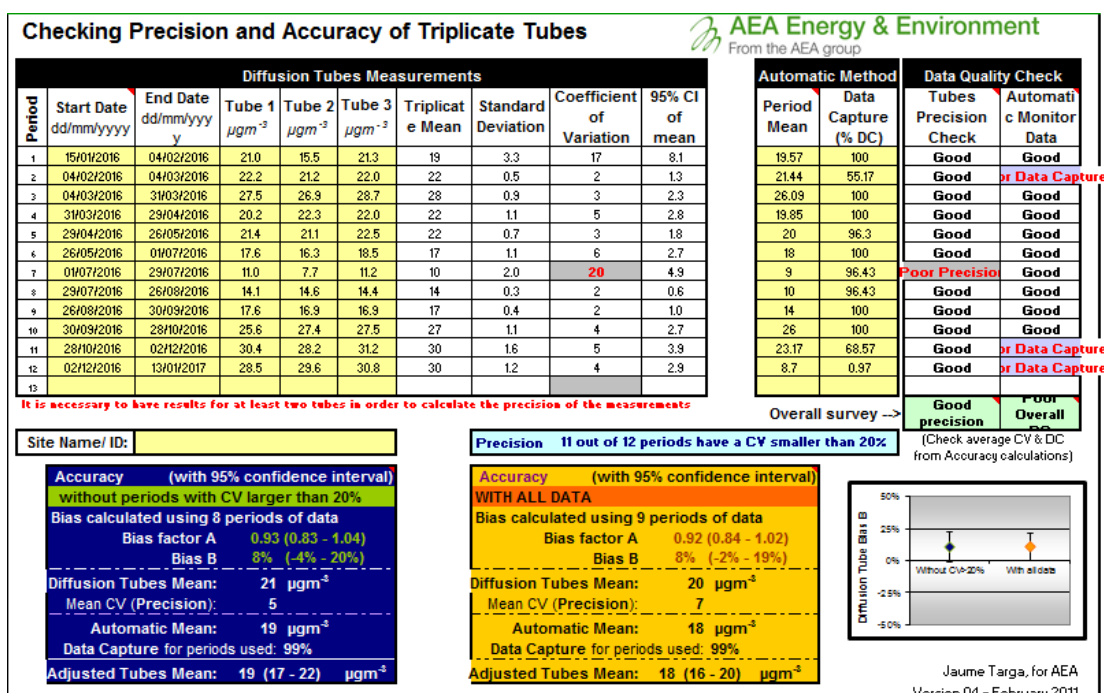 Checking Precision and Accuracy of Triplicate Tubes
AEA Energy & Environment
From the AEA group
Diffusion Tubes Measurements
Automatic Method
Data Quality Check
Period
Start Date dd/mm/yyyy
End Date dd/mm/yyy y
Tube 1 µgm⁻³
Tube 2 µgm⁻³
Tube 3 µgm⁻³
Triplicat e Mean
Standard Deviation
Coefficient of Variation
95% CI of mean
Period Mean
Data Capture (% DC)
Tubes Precision Check
Automati c Monitor Data
1 15/01/2016 04/02/2016 21.0 15.5 21.3 19 3.3 17 8.1 19.57 100 Good Good
2 04/02/2016 04/03/2016 22.2 21.2 22.0 22 0.5 2 1.3 21.44 55.17 Good or Data Capture
3 04/03/2016 31/03/2016 27.5 26.9 28.7 28 0.9 3 2.3 26.09 100 Good Good
4 31/03/2016 29/04/2016 20.2 22.3 22.0 22 1.1 5 2.8 19.85 100 Good Good
5 29/04/2016 26/05/2016 21.4 21.1 22.5 22 0.7 3 1.8 20 96.3 Good Good
6 26/05/2016 01/07/2016 17.6 16.3 18.5 17 1.1 6 2.7 18 100 Good Good
7 01/07/2016 29/07/2016 11.0 7.7 11.2 10 2.0 20 4.9 9 96.43 Poor Precisio Good
8 29/07/2016 26/08/2016 14.1 14.6 14.4 14 0.3 2 0.6 10 96.43 Good Good
9 26/08/2016 30/09/2016 17.6 16.9 16.9 17 0.4 2 1.0 14 100 Good Good
10 30/09/2016 28/10/2016 25.6 27.4 27.5 27 1.1 4 2.7 26 100 Good Good
11 28/10/2016 02/12/2016 30.4 28.2 31.2 30 1.6 5 3.9 23.17 68.57 Good or Data Capture
12 02/12/2016 13/01/2017 28.5 29.6 30.8 30 1.2 4 2.9 8.7 0.97 Good or Data Capture
13
It is necessary to have results for at least two tubes in order to calculate the precision of the measurements
Overall survey -->
Good precision
Poor Overall
(Check average CV & DC from Accuracy calculations)
Site Name/ ID:
Precision 11 out of 12 periods have a CV smaller than 20%
Accuracy (with 95% confidence interval)
without periods with CV larger than 20%
Bias calculated using 8 periods of data
Bias factor A 0.93 (0.83 - 1.04)
Bias B 8% (-4% - 20%)
Diffusion Tubes Mean: 21 µgm⁻³
Mean CV (Precision): 5
Automatic Mean: 19 µgm⁻³
Data Capture for periods used: 99%
Adjusted Tubes Mean: 19 (17 - 22) µgm⁻³
Accuracy (with 95% confidence interval)
WITH ALL DATA
Bias calculated using 9 periods of data
Bias factor A 0.92 (0.84 - 1.02)
Bias B 8% (-2% - 19%)
Diffusion Tubes Mean: 20 µgm⁻³
Mean CV (Precision): 7
Automatic Mean: 18 µgm⁻³
Data Capture for periods used: 99%
Adjusted Tubes Mean: 18 (16 - 20) µgm⁻³
Diffusion Tube Bias B
50%
25%
0%
-25%
-50%
Without CV>20%
With all data
Jaume Targa, for AEA
Version 04 - February 2011